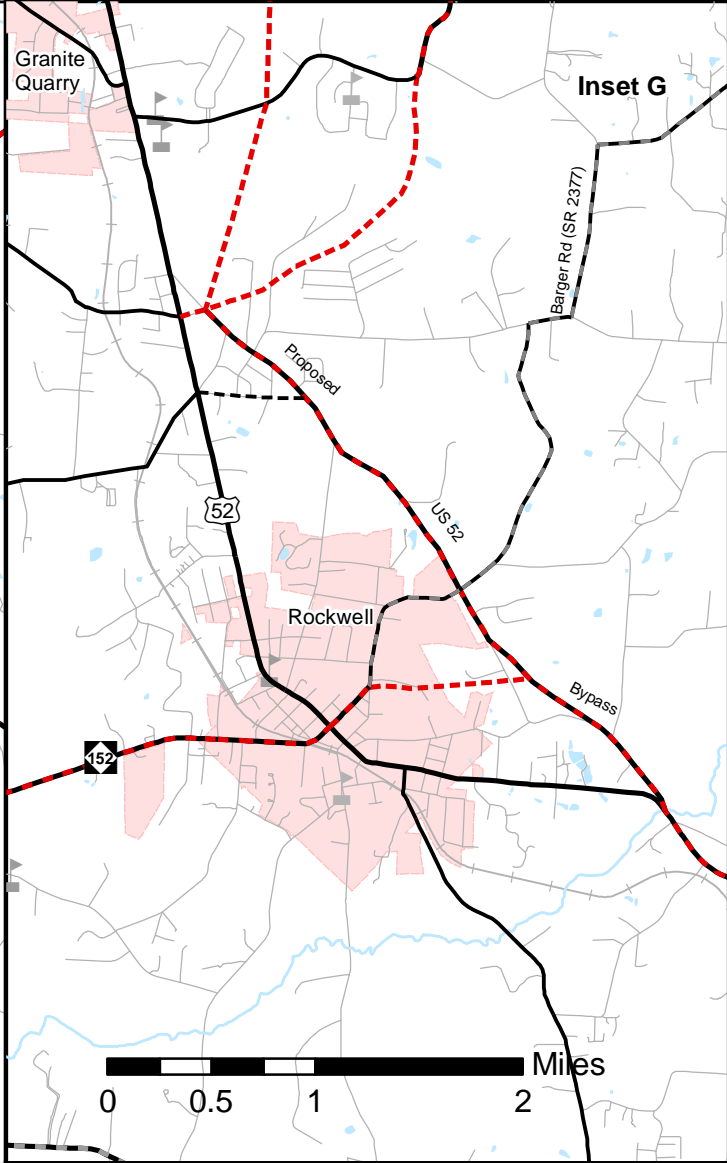 Granite
Quarry
Inset G
Barger Rd (SR 2377)
Proposed
52
US 52
Rockwell
Bypass
152
Miles
0 0.5 1 2